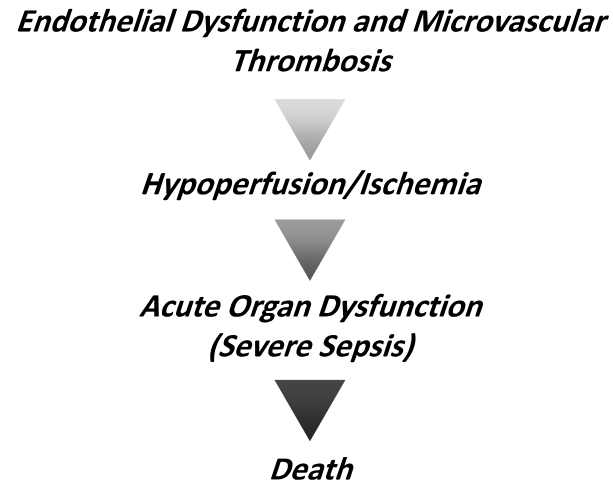 Endothelial Dysfunction and Microvascular
Thrombosis
Hypoperfusion/Ischemia
Acute Organ Dysfunction
(Severe Sepsis)
Death